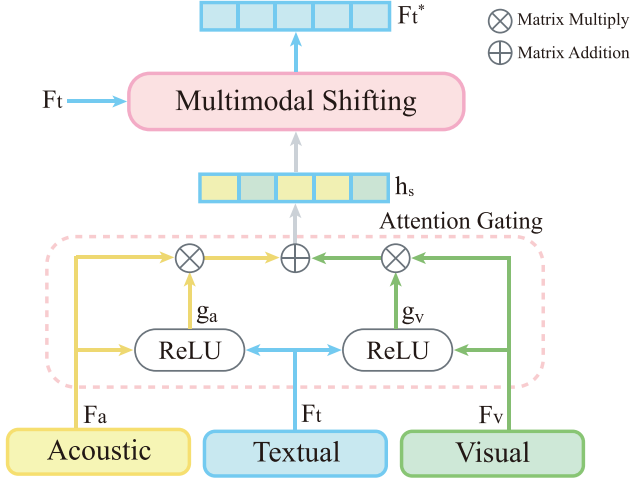 Ft*
Matrix Multiply
Matrix Addition
Ft
Multimodal Shifting
hs
Attention Gating
ga
gv
ReLU
ReLU
Fa
Ft
Fv
Acoustic
Textual
Visual